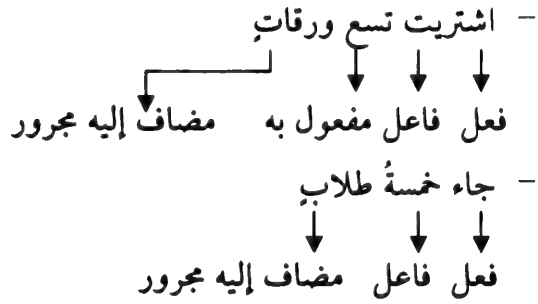 - اشتريت تسع ورقاتٍ
فعل فاعل مفعول به مضاف إليه مجرور
- جاء خمسةُ طلابٍ
فعل فاعل مضاف إليه مجرور